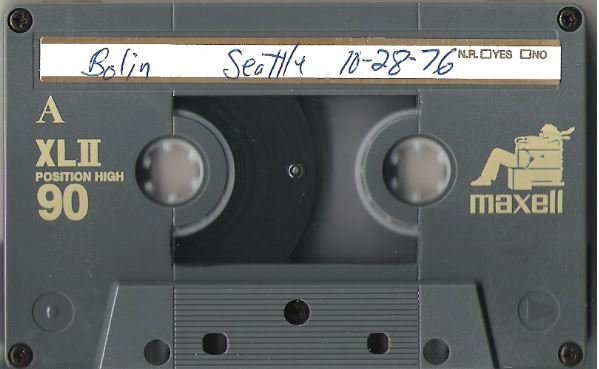 Bolin Seattle 10-28-76 N.R. YES NO
A
XLII
POSITION HIGH
90
maxell